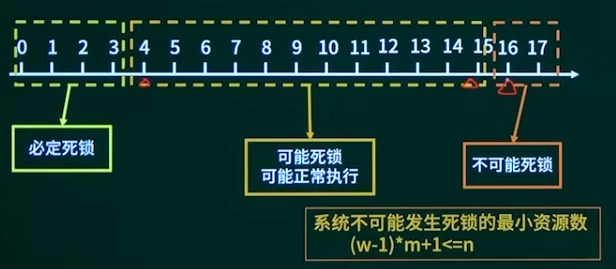 0 1 2 3 4 5 6 7 8 9 10 11 12 13 14 15 16 17
必定死锁
可能死锁
可能正常执行
不可能死锁
系统不可能发生死锁的最小资源数
(w-1)*m+1<=n